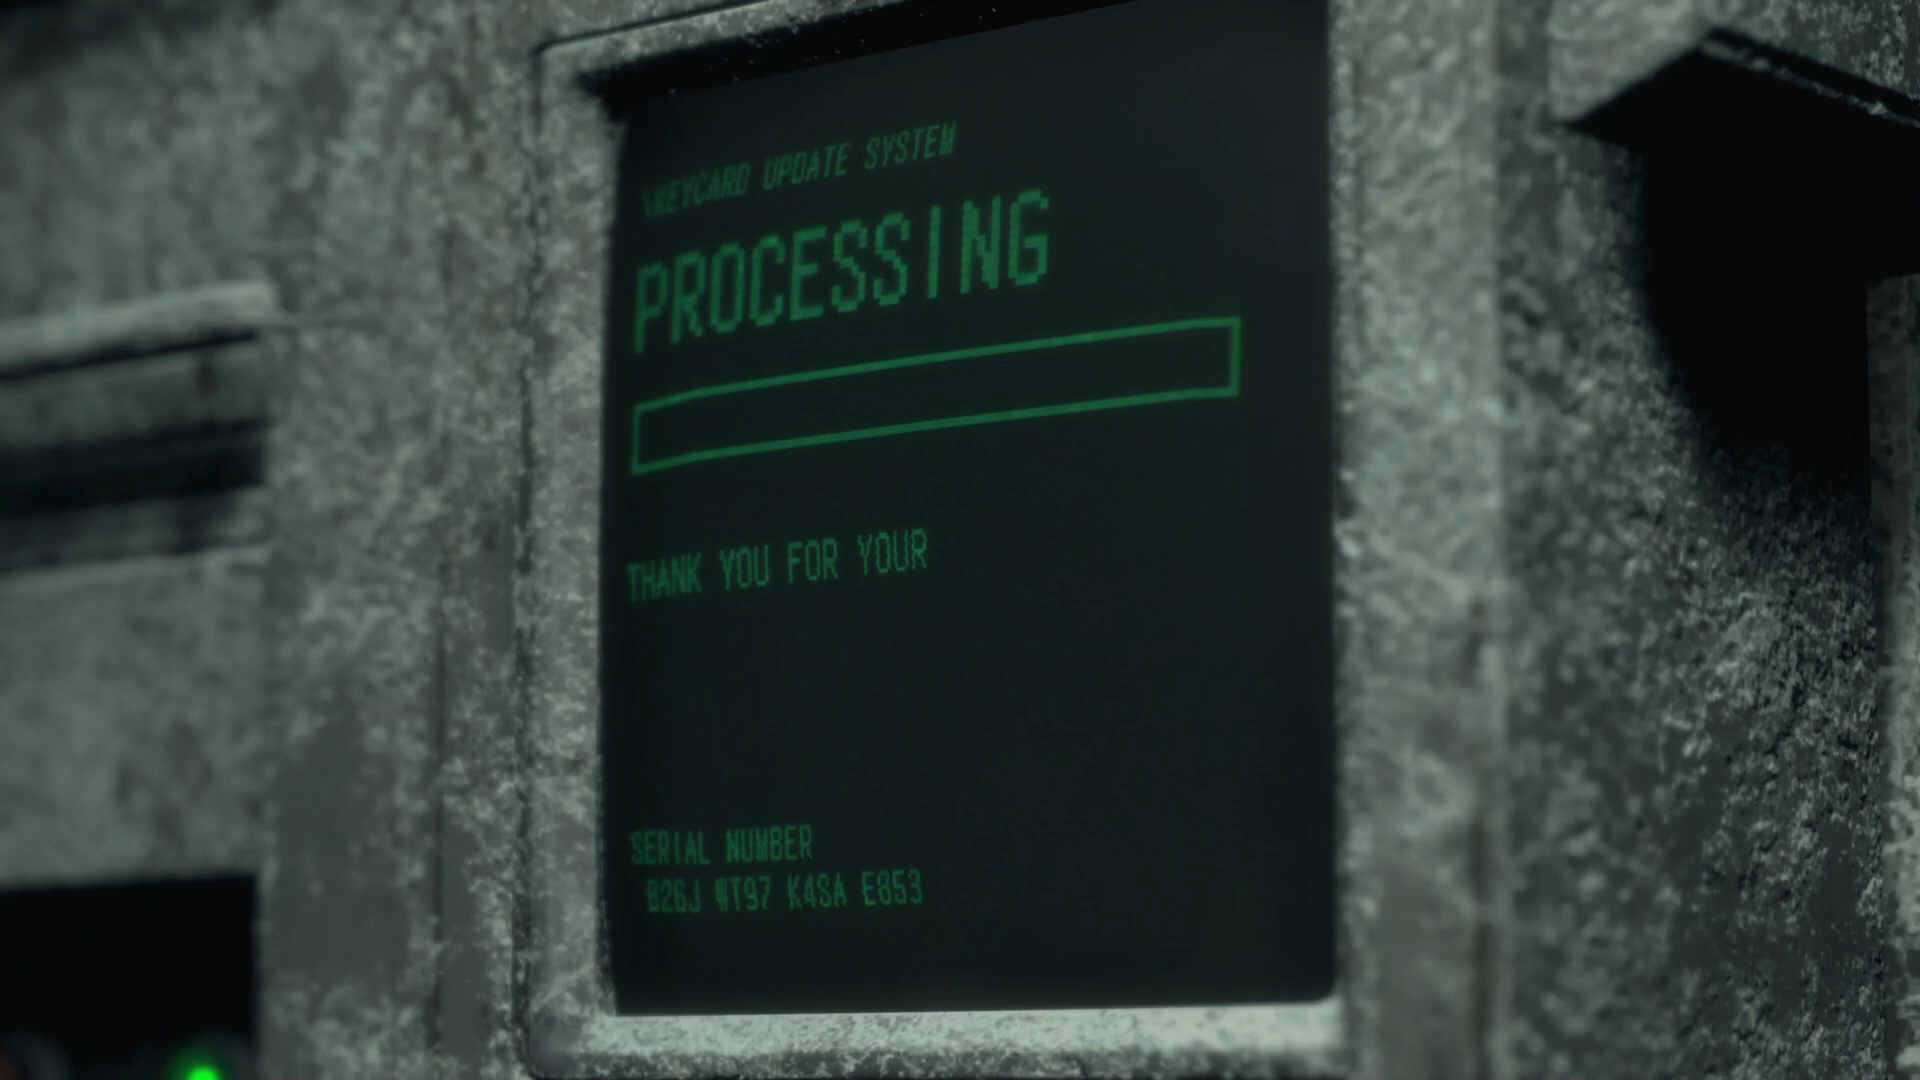 \KEYCARD UPDATE SYSTEM
PROCESSING
THANK YOU FOR YOUR
SERIAL NUMBER
B26J WT97 K4SA E853